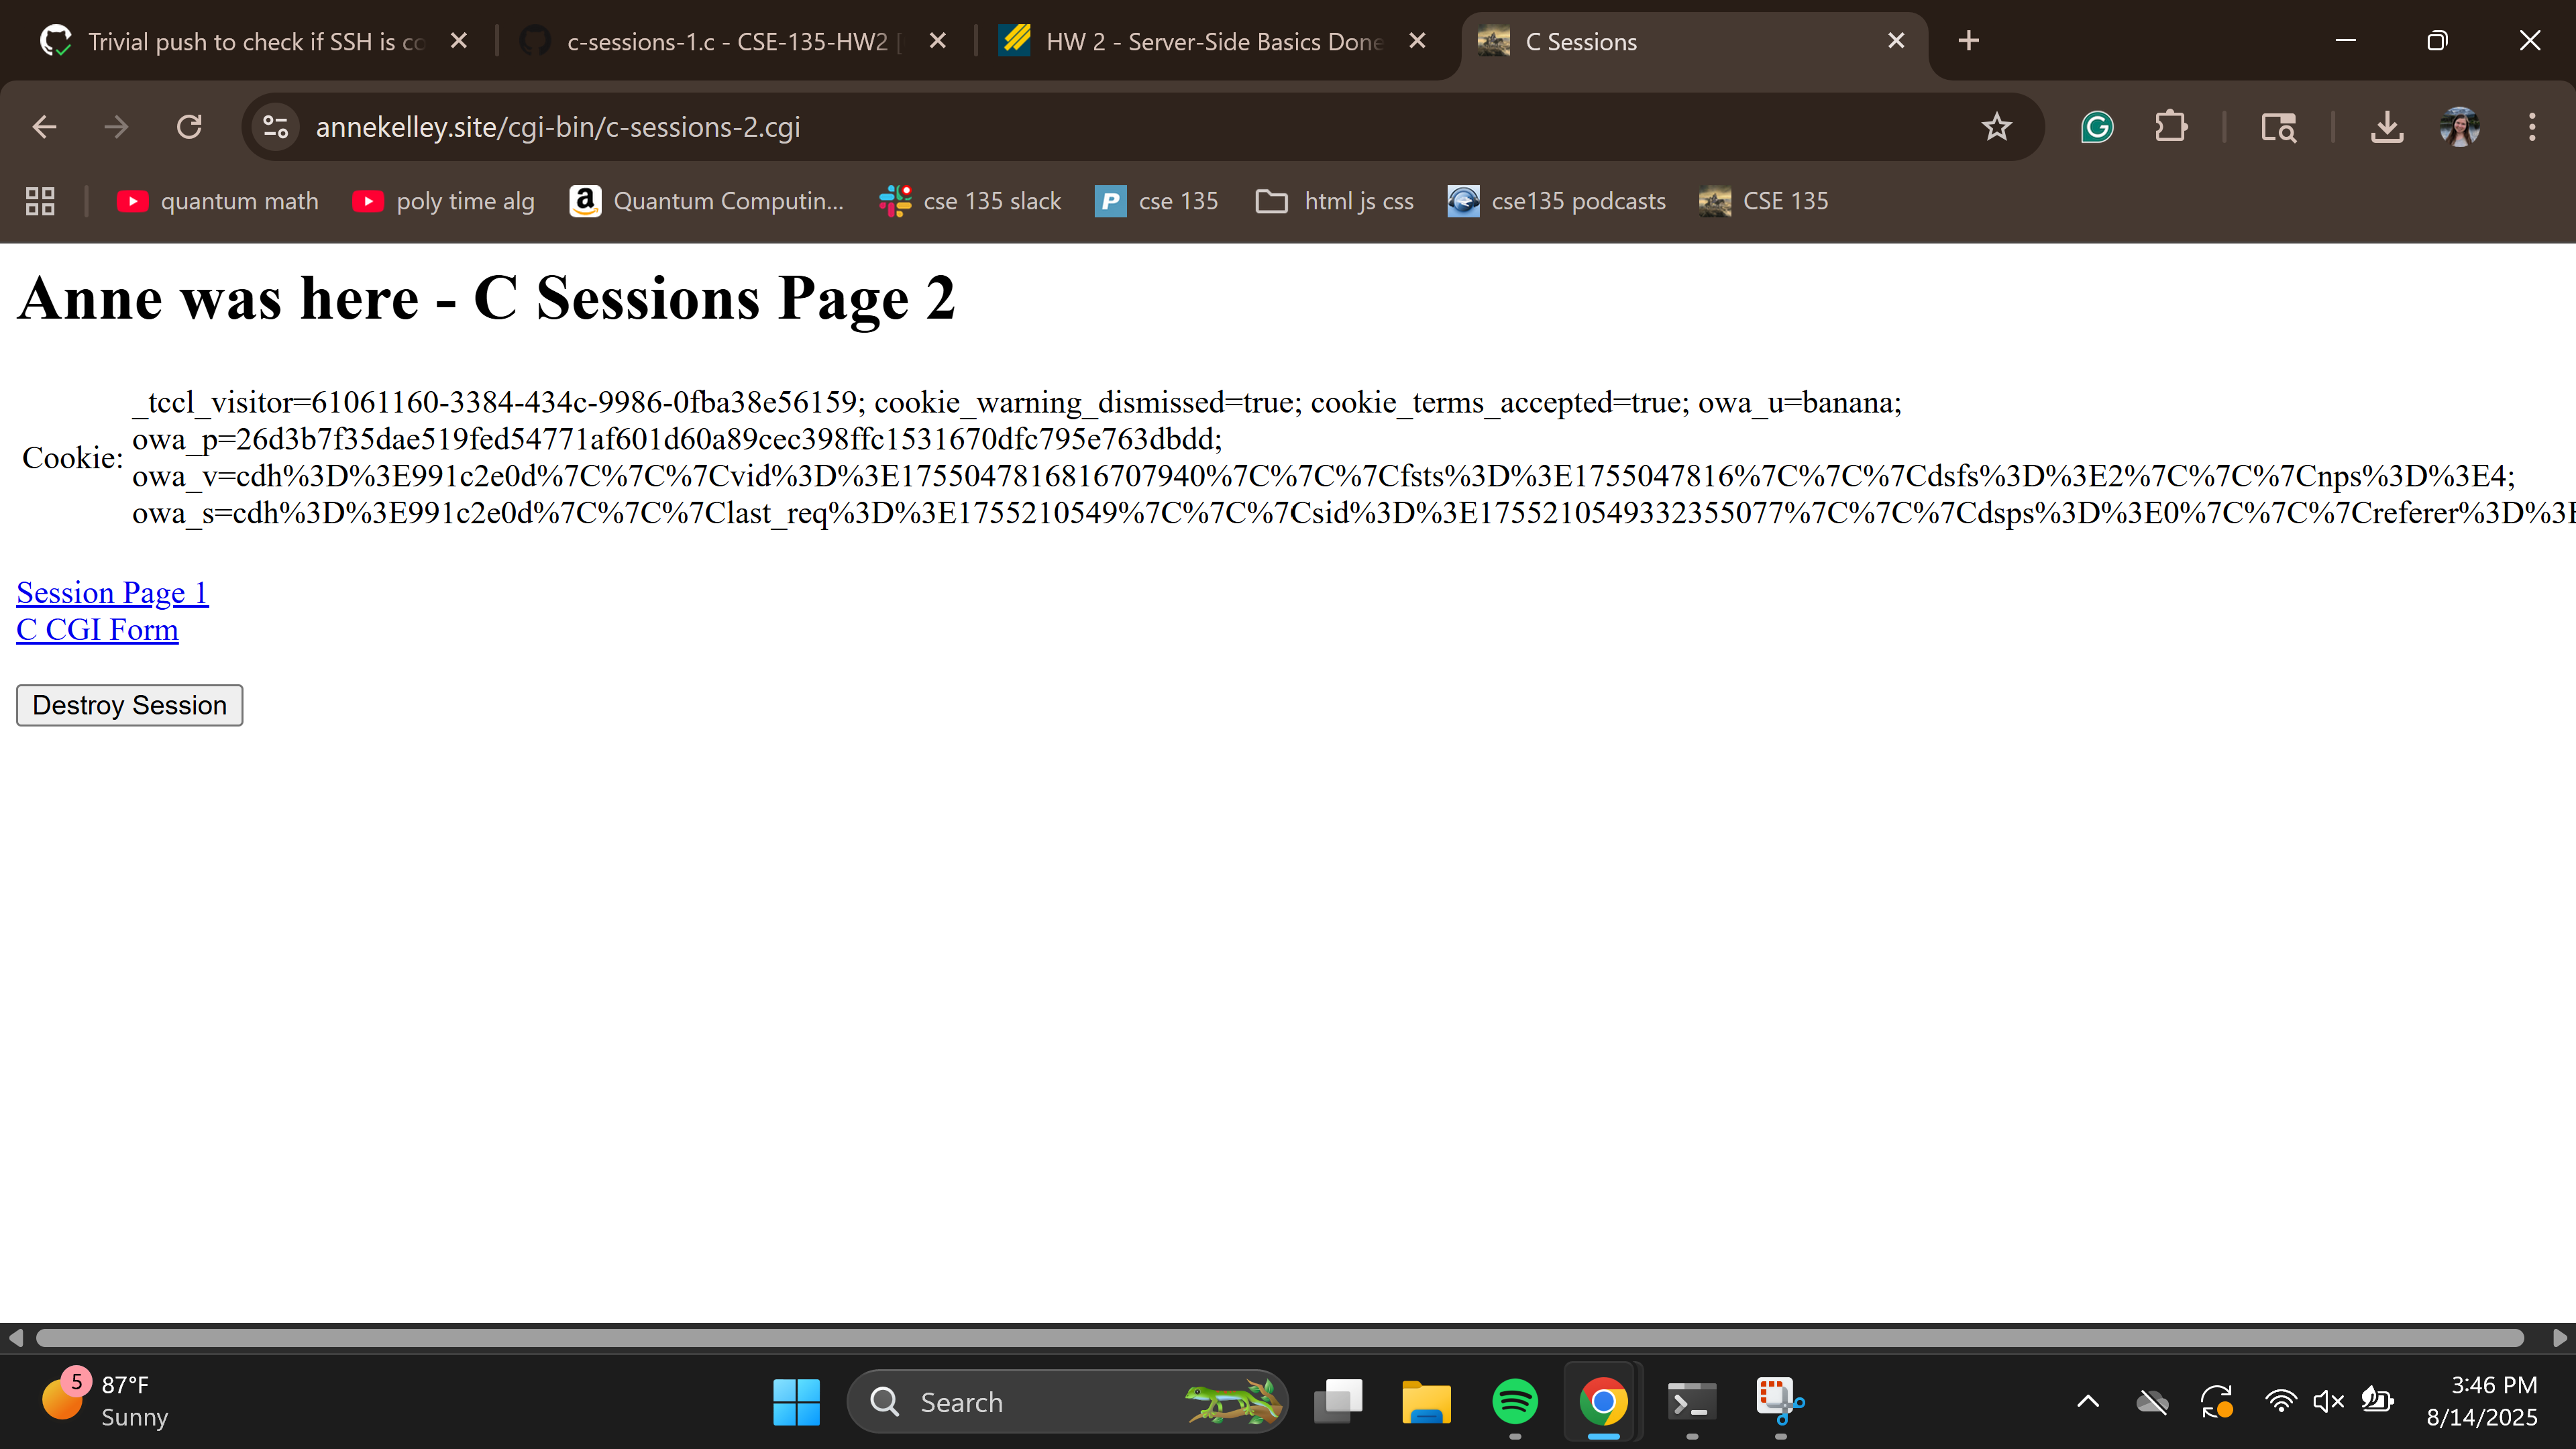 Trivial push to check if SSH is co
c-sessions-1.c - CSE-135-HW2 [
HW 2 - Server-Side Basics Done
C Sessions
annekelley.site/cgi-bin/c-sessions-2.cgi
quantum math
poly time alg
Quantum Computin...
cse 135 slack
cse 135
html js css
cse135 podcasts
CSE 135
Anne was here - C Sessions Page 2
Cookie:
_tccl_visitor=61061160-3384-434c-9986-0fba38e56159; cookie_warning_dismissed=true; cookie_terms_accepted=true; owa_u=banana;
owa_p=26d3b7f35dae519fed54771af601d60a89cec398ffc1531670dfc795e763dbdd;
owa_v=cdh%3D%3E991c2e0d%7C%7C%7Cvid%3D%3E1755047816816707940%7C%7C%7Cfsts%3D%3E1755047816%7C%7C%7Cdsfs%3D%3E2%7C%7C%7Cnps%3D%3E4;
owa_s=cdh%3D%3E991c2e0d%7C%7C%7Clast_req%3D%3E1755210549%7C%7C%7Csid%3D%3E1755210549332355077%7C%7C%7Cdsps%3D%3E0%7C%7C%7Creferer%3D%3E
Session Page 1
C CGI Form
Destroy Session
5
87°F
Sunny
Search
3:46 PM
8/14/2025